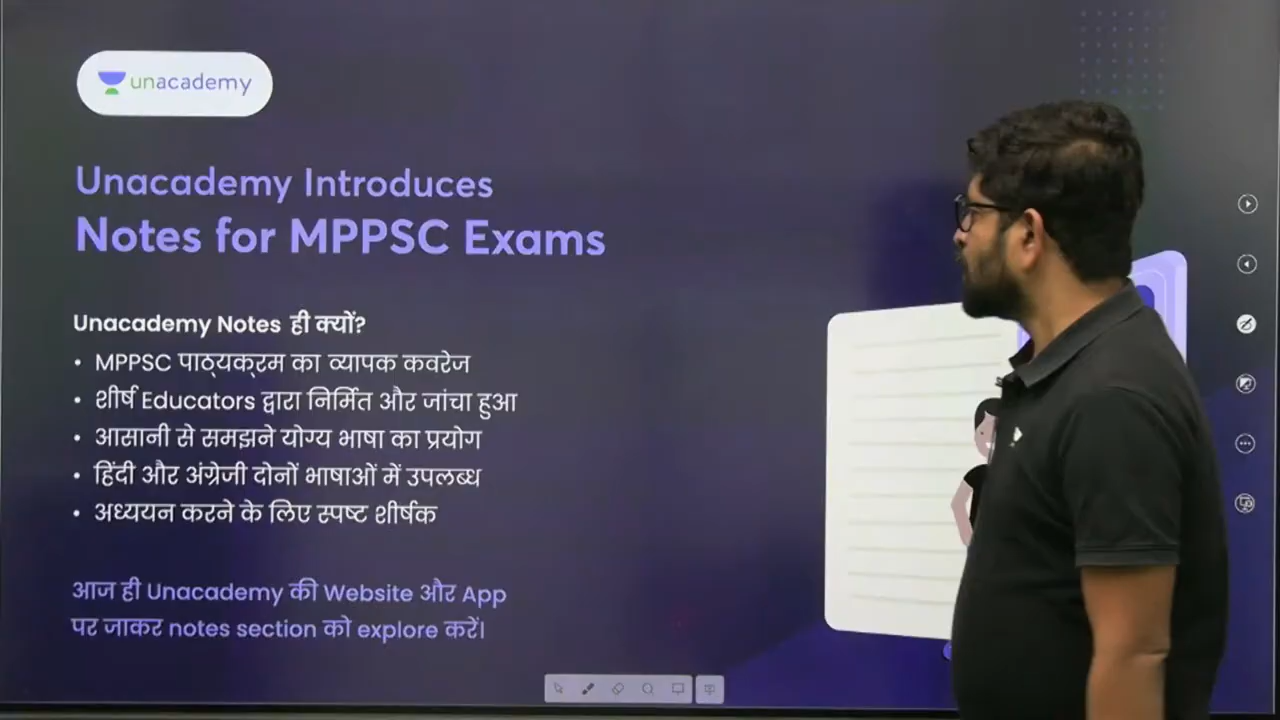 unacademy
Unacademy Introduces
Notes for MPPSC Exams
Unacademy Notes ही क्यों?
• MPPSC पाठ्यक्रम का व्यापक कवरेज
• शीर्ष Educators द्वारा निर्मित और जांचा हुआ
• आसानी से समझने योग्य भाषा का प्रयोग
• हिंदी और अंग्रेजी दोनों भाषाओं में उपलब्ध
• अध्ययन करने के लिए स्पष्ट शीर्षक
आज ही Unacademy की Website और App
पर जाकर notes section को explore करें।